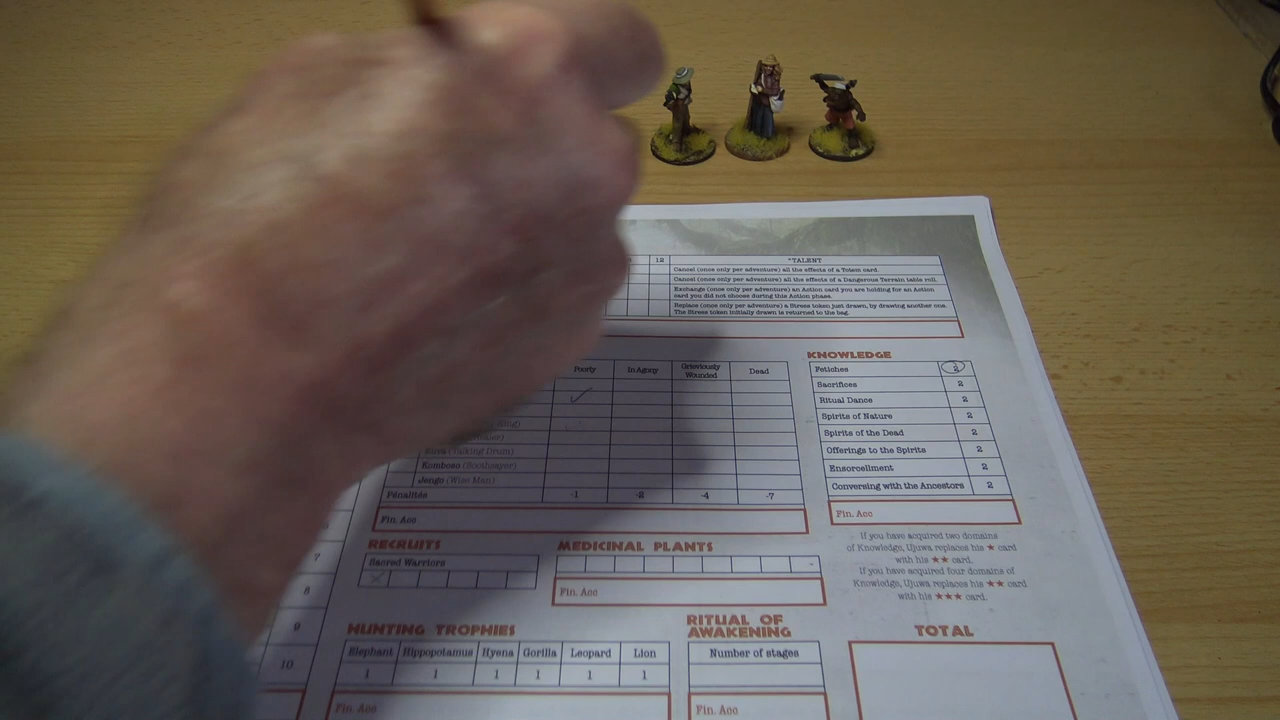 12
*TALENT
Cancel (once only per adventure) all the effects of a Totem card.
Cancel (once only per adventure) all the effects of a Dangerous Terrain table roll.
Exchange (once only per adventure) an Action card you are holding for an Action
card you did not choose during this Action phase.
Replace (once only per adventure) a Stress token just drawn, by drawing another one.
The Stress token initially drawn is returned to the bag.
Poorly In Agony Grieviously Wounded Dead
(Talking Drum)
Komboso (Soothsayer)
Jengo (Wise Man)
Pénalités -1 -2 -4 -7
Fin. Acc
KNOWLEDGE
Fetiches 2
Sacrifices 2
Ritual Dance 2
Spirits of Nature 2
Spirits of the Dead 2
Offerings to the Spirits 2
Ensorcellment 2
Conversing with the Ancestors 2
Fin. Acc
If you have acquired two domains
of Knowledge, Ujuwa replaces his ★ card
with his ★★ card.
If you have acquired four domains of
Knowledge, Ujuwa replaces his ★★ card
with his ★★★ card.
RECRUITS
Sacred Warriors
MEDICINAL PLANTS
Fin. Acc
7
8
9
10
HUNTING TROPHIES
Elephant Hippopotamus Hyena Gorilla Leopard Lion
1 1 1 1 1 1
Fin. Acc
RITUAL OF
AWAKENING
Number of stages
Fin. Acc
TOTAL